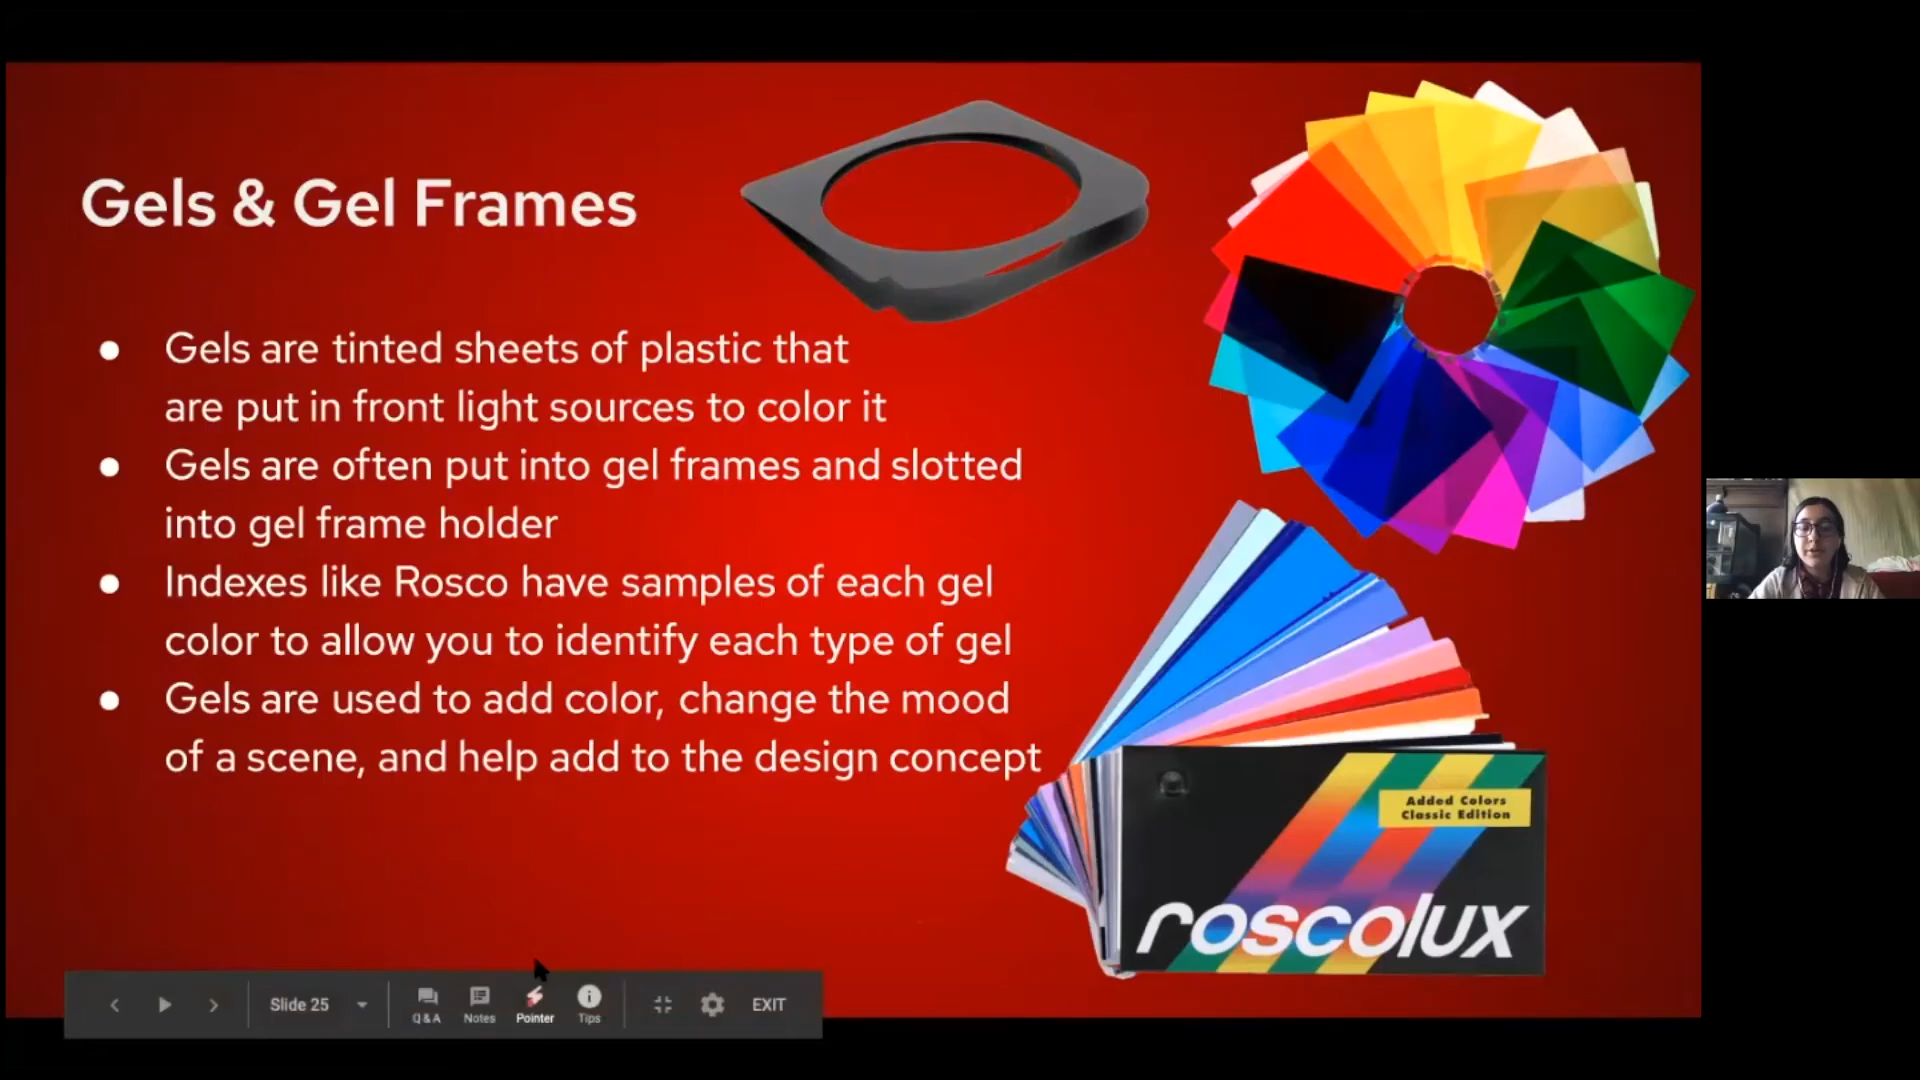 Gels & Gel Frames
● Gels are tinted sheets of plastic that
are put in front light sources to color it
● Gels are often put into gel frames and slotted
into gel frame holder
● Indexes like Rosco have samples of each gel
color to allow you to identify each type of gel
● Gels are used to add color, change the mood
of a scene, and help add to the design concept
Added Colors
Classic Edition
roscolux
Slide 25
Q&A
Notes
Pointer
Tips
EXIT